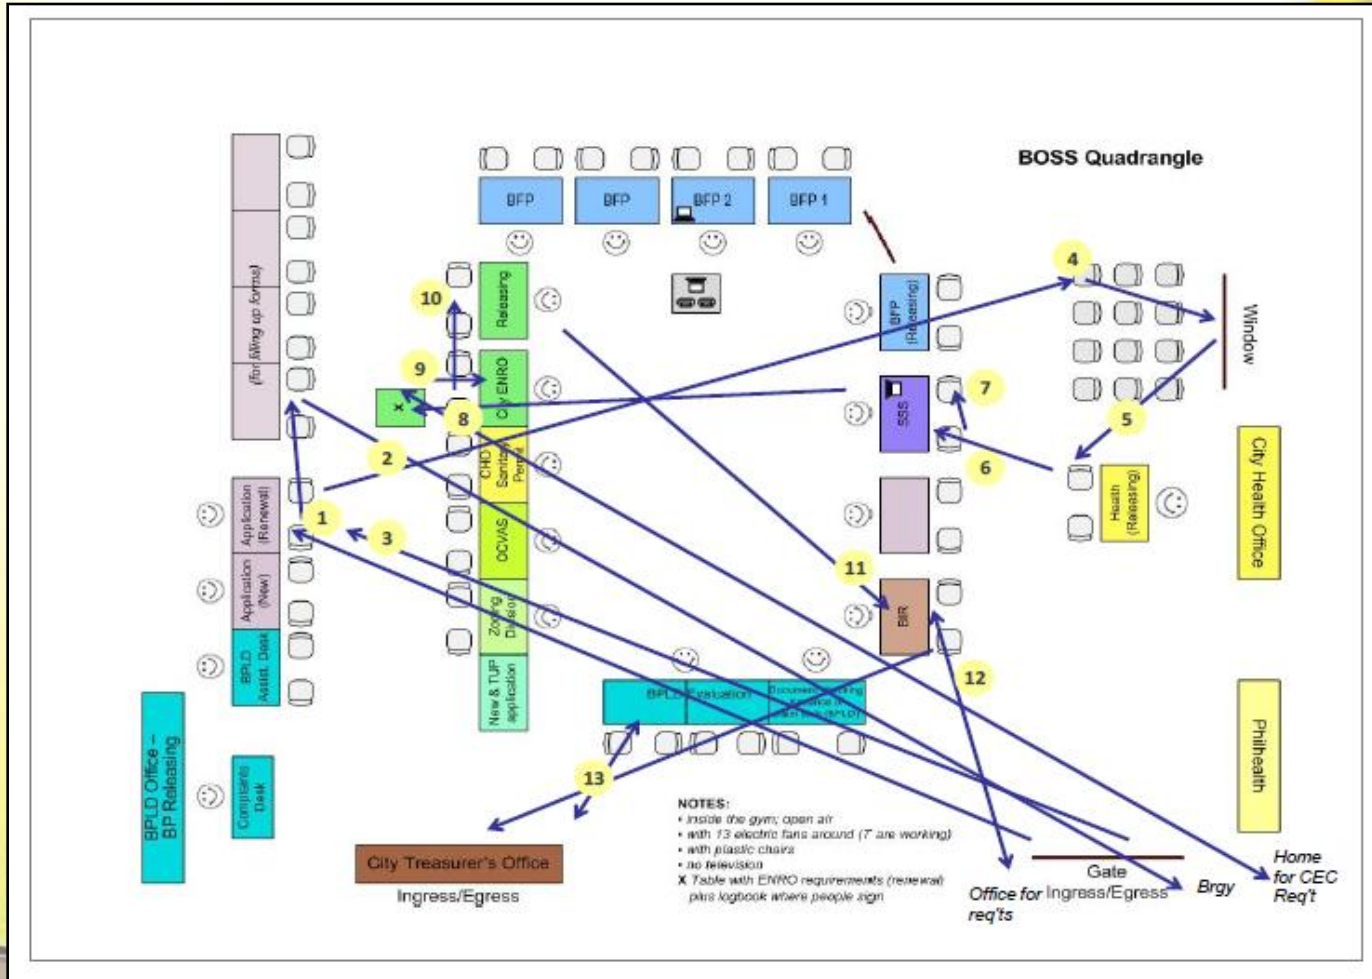 BOSS Quadrangle
BFP
BFP
BFP 2
BFP 1
4
10
Releasing
BFP
(Releasing)
Window
(for filling up forms)
9
City ENRO
X
8
SSS
7
5
2
6
CHO
Sanitary
Permit
Health
(Releasing)
City Health Office
Application
(Renewal)
1
3
OCVAS
11
Application
(New)
Zoning
Division
BIR
BPLD
Assist. Desk
New & TUP
application
BPLD Evaluation
12
Philhealth
BPLD Office –
BP Releasing
Complaints
Desk
13
NOTES:
• inside the gym; open air
• with 13 electric fans around (7 are working)
• with plastic chairs
• no television
X Table with ENRO requirements (renewal)
plus logbook where people sign
City Treasurer's Office
Ingress/Egress
Gate
Ingress/Egress
Office for
req'ts
Brgy
Home
for CEC
Req't